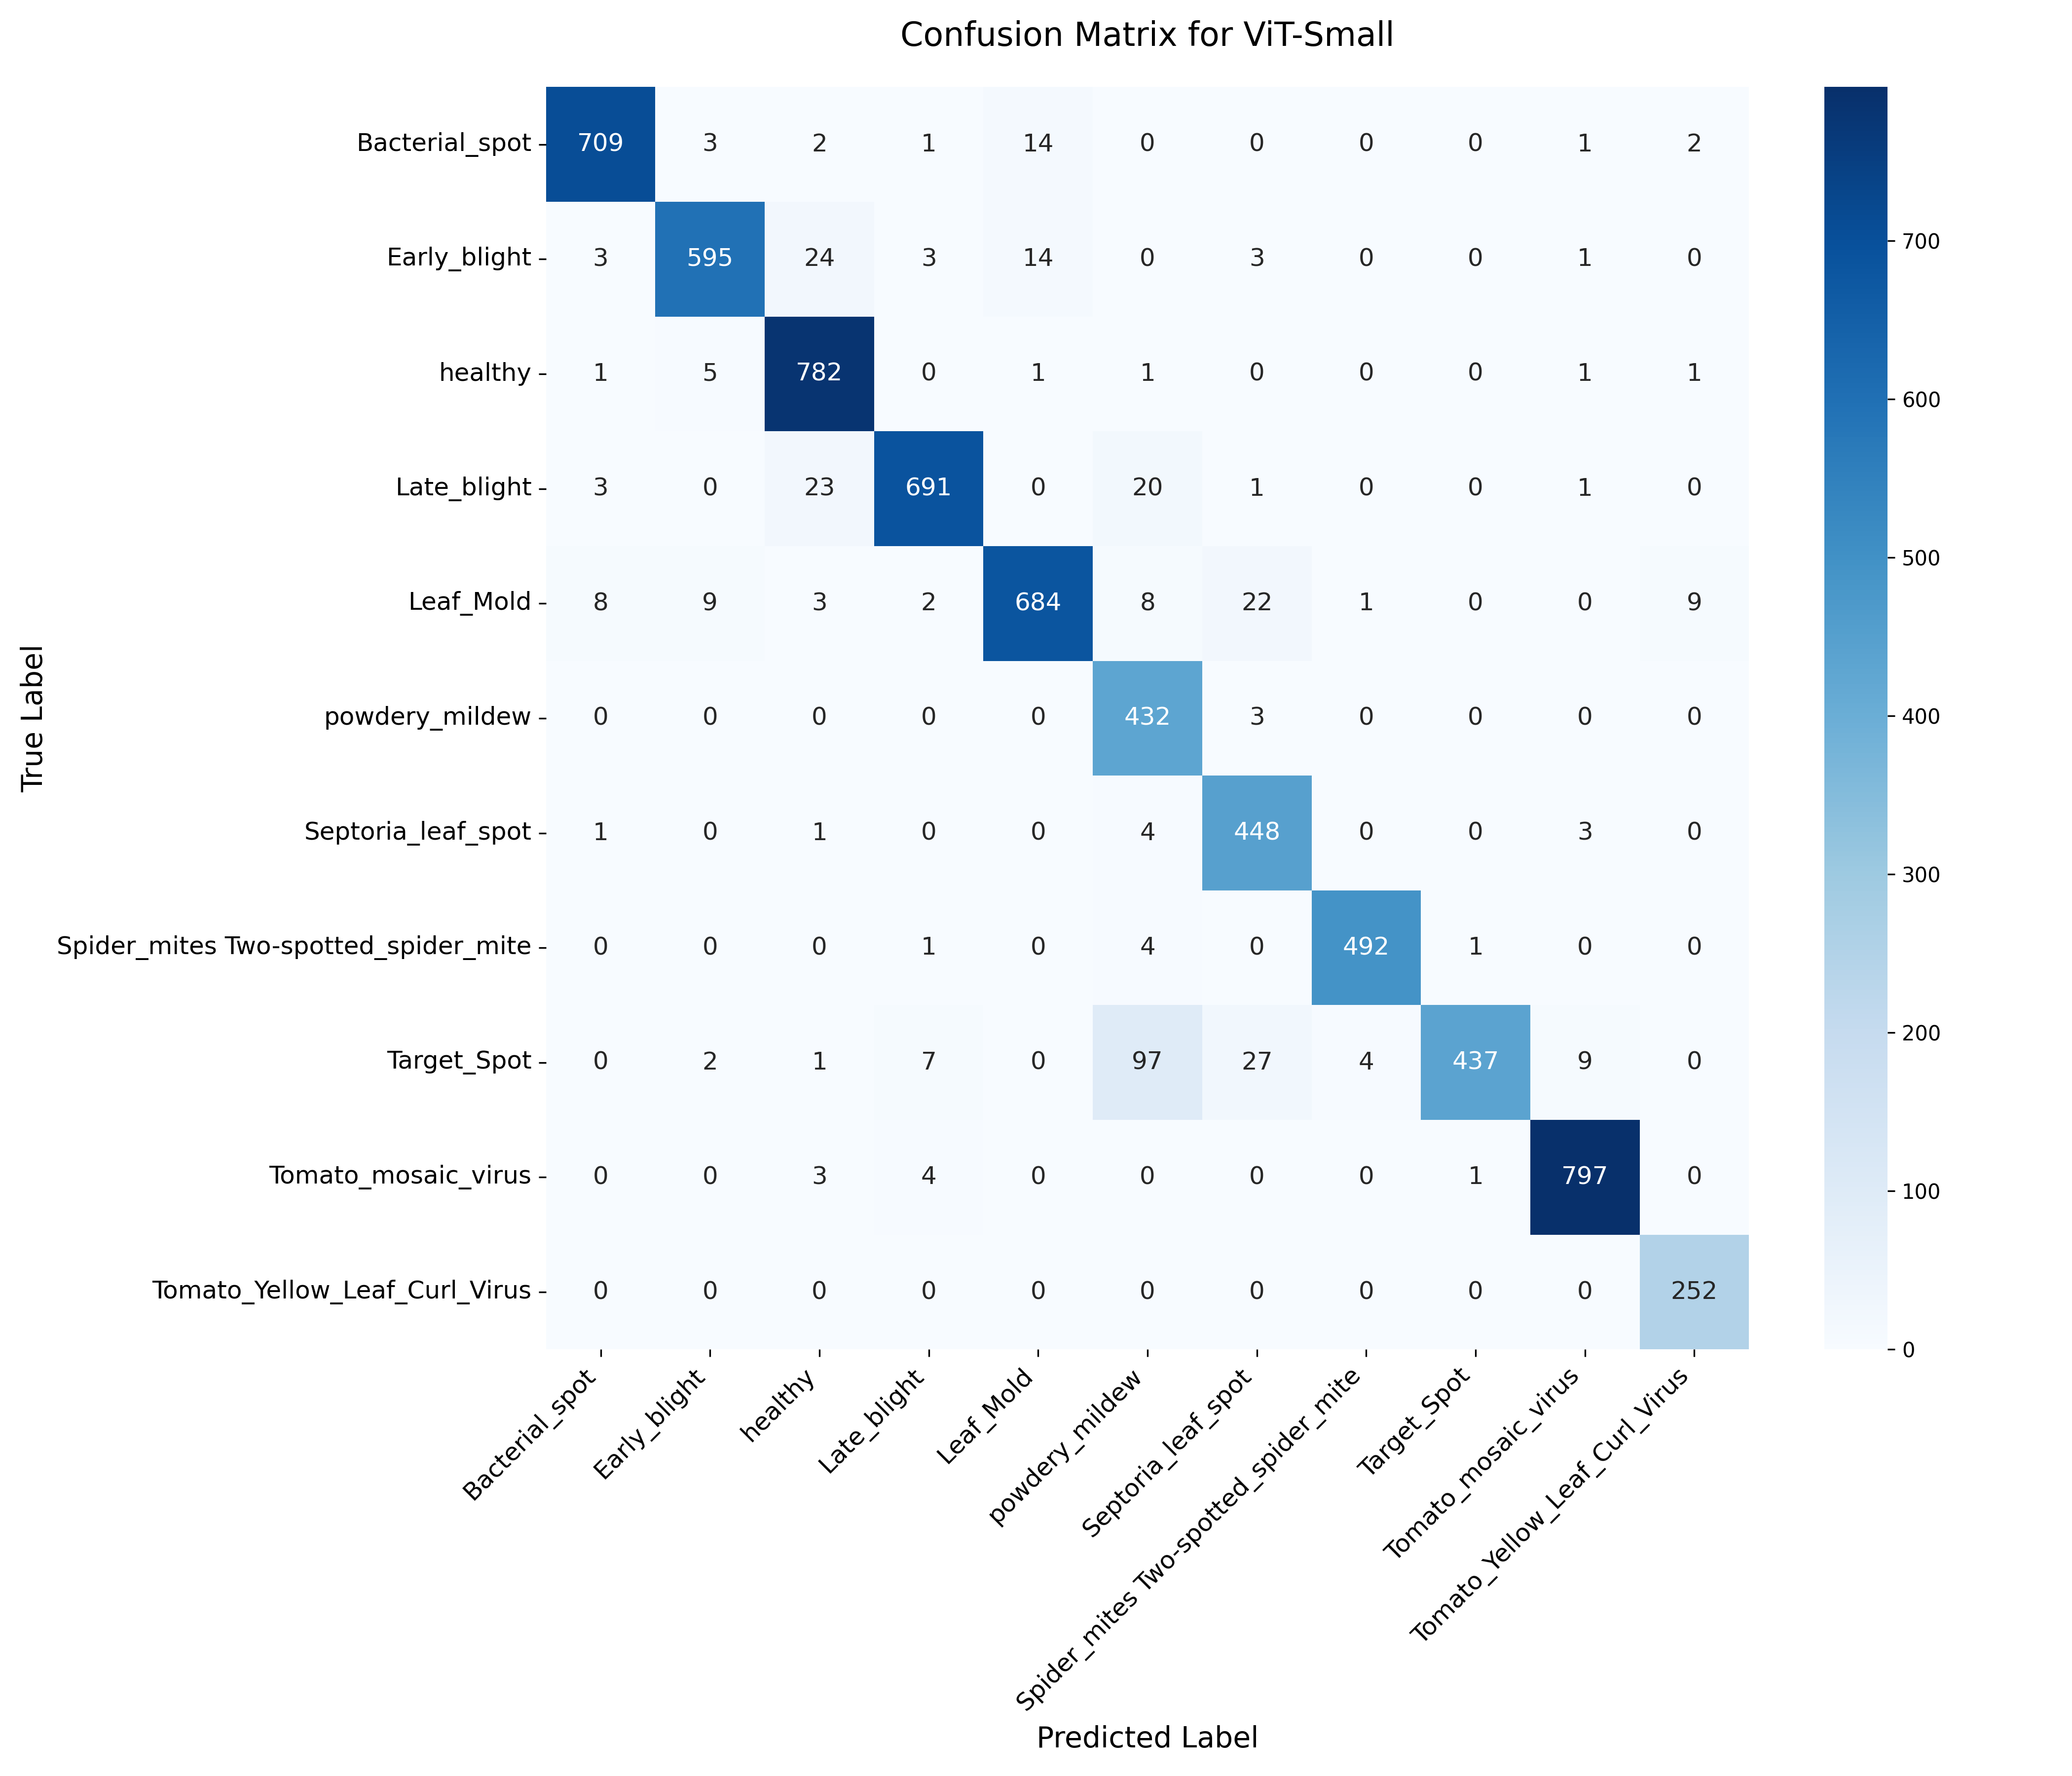 Confusion Matrix for ViT-Small
True Label
Bacterial_spot 709 3 2 1 14 0 0 0 0 1 2
Early_blight 3 595 24 3 14 0 3 0 0 1 0
healthy 1 5 782 0 1 1 0 0 0 1 1
Late_blight 3 0 23 691 0 20 1 0 0 1 0
Leaf_Mold 8 9 3 2 684 8 22 1 0 0 9
powdery_mildew 0 0 0 0 0 432 3 0 0 0 0
Septoria_leaf_spot 1 0 1 0 0 4 448 0 0 3 0
Spider_mites Two-spotted_spider_mite 0 0 0 1 0 4 0 492 1 0 0
Target_Spot 0 2 1 7 0 97 27 4 437 9 0
Tomato_mosaic_virus 0 0 3 4 0 0 0 0 1 797 0
Tomato_Yellow_Leaf_Curl_Virus 0 0 0 0 0 0 0 0 0 0 252
Bacterial_spot
Early_blight
healthy
Late_blight
Leaf_Mold
powdery_mildew
Septoria_leaf_spot
Spider_mites Two-spotted_spider_mite
Target_Spot
Tomato_mosaic_virus
Tomato_Yellow_Leaf_Curl_Virus
Predicted Label
700
600
500
400
300
200
100
0